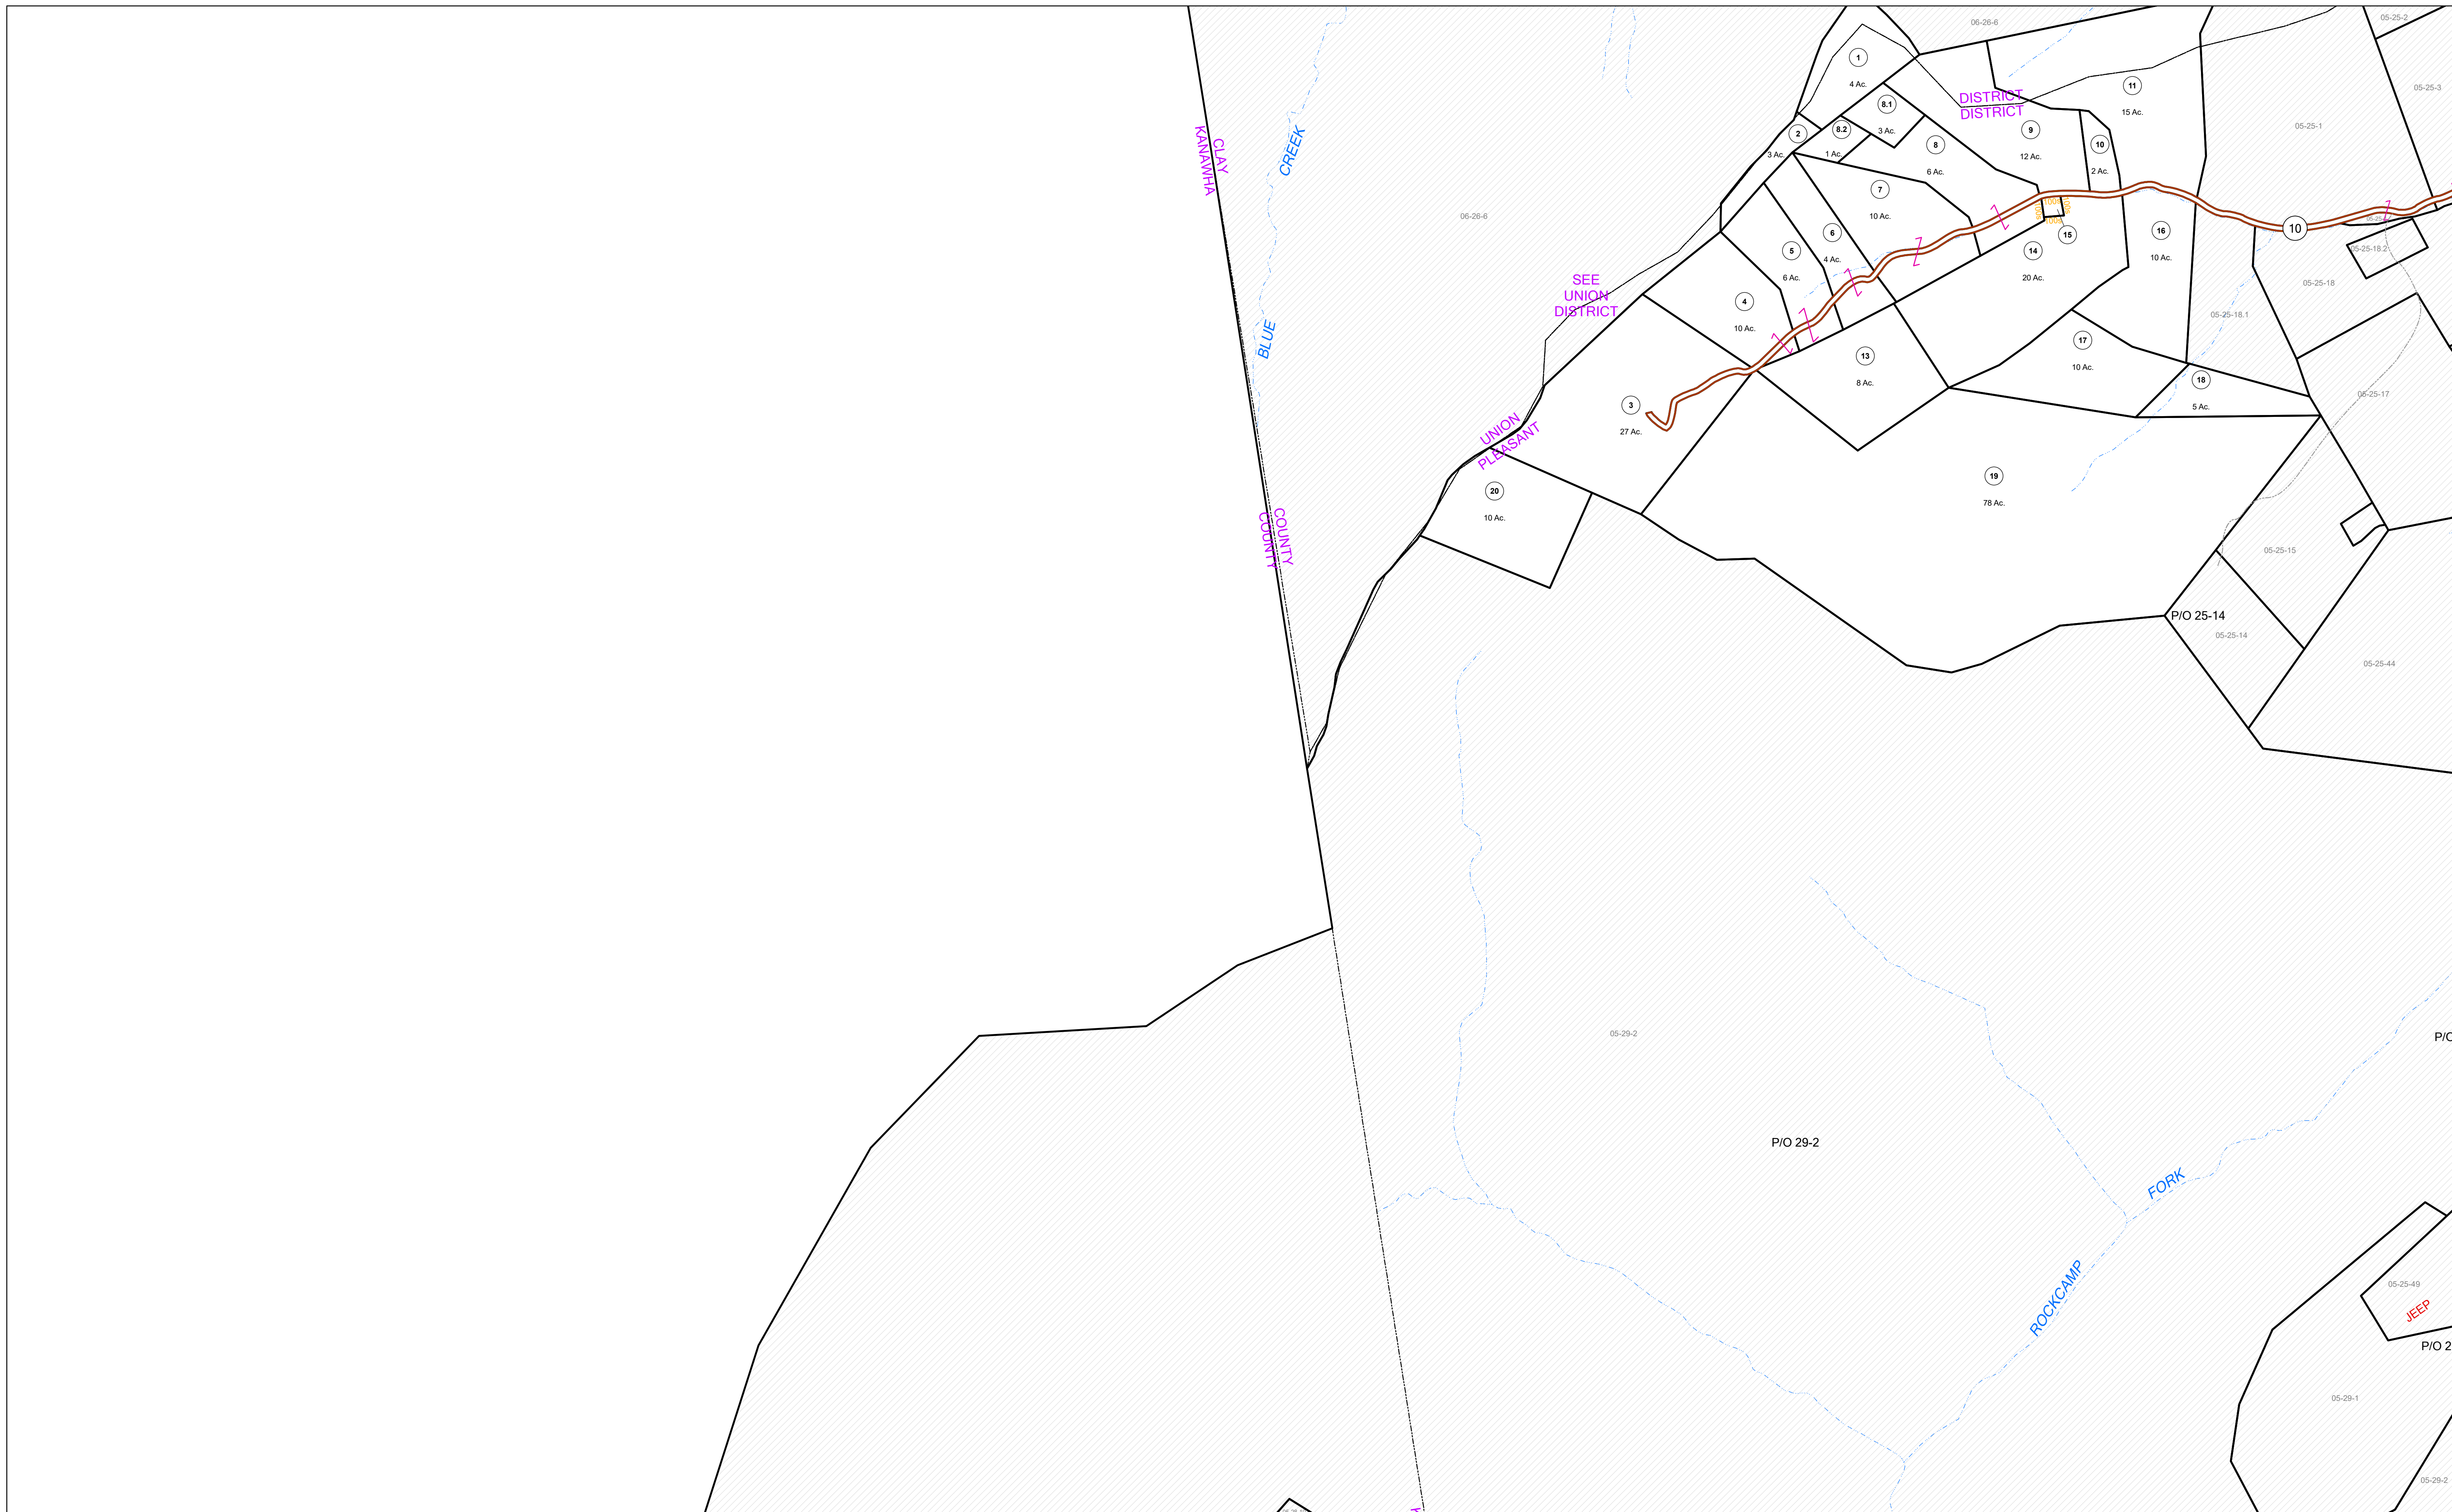 06-26-6
05-25-2
1
4 Ac.
11
15 Ac.
05-25-3
DISTRICT
DISTRICT
8.1
3 Ac.
05-25-1
CLAY
KANAWHA
CREEK
2
3 Ac.
8.2
1 Ac.
8
6 Ac.
9
12 Ac.
10
2 Ac.
7
10 Ac.
100s
100s
100s
100s
15
06-26-6
10
16
10 Ac.
6
4 Ac.
5
6 Ac.
14
20 Ac.
05-25-18.2
05-25-18
SEE
UNION
DISTRICT
4
10 Ac.
05-25-18.1
BLUE
13
8 Ac.
17
10 Ac.
18
5 Ac.
05-25-17
3
27 Ac.
UNION
PLEASANT
19
78 Ac.
20
10 Ac.
COUNTY
COUNTY
05-25-15
P/O 25-14
05-25-14
05-25-44
05-29-2
P/O 29-2
FORK
ROCKCAMP
05-25-49
JEEP
P/O 2
05-29-1
05-29-2